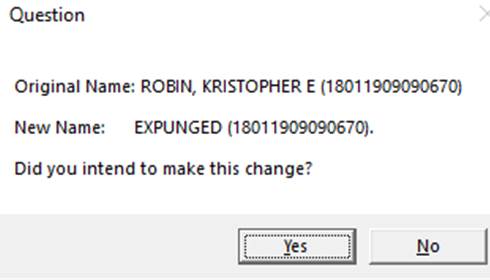 Question
Original Name: ROBIN, KRISTOPHER E (18011909090670)
New Name: EXPUNGED (18011909090670).
Did you intend to make this change?
Yes No